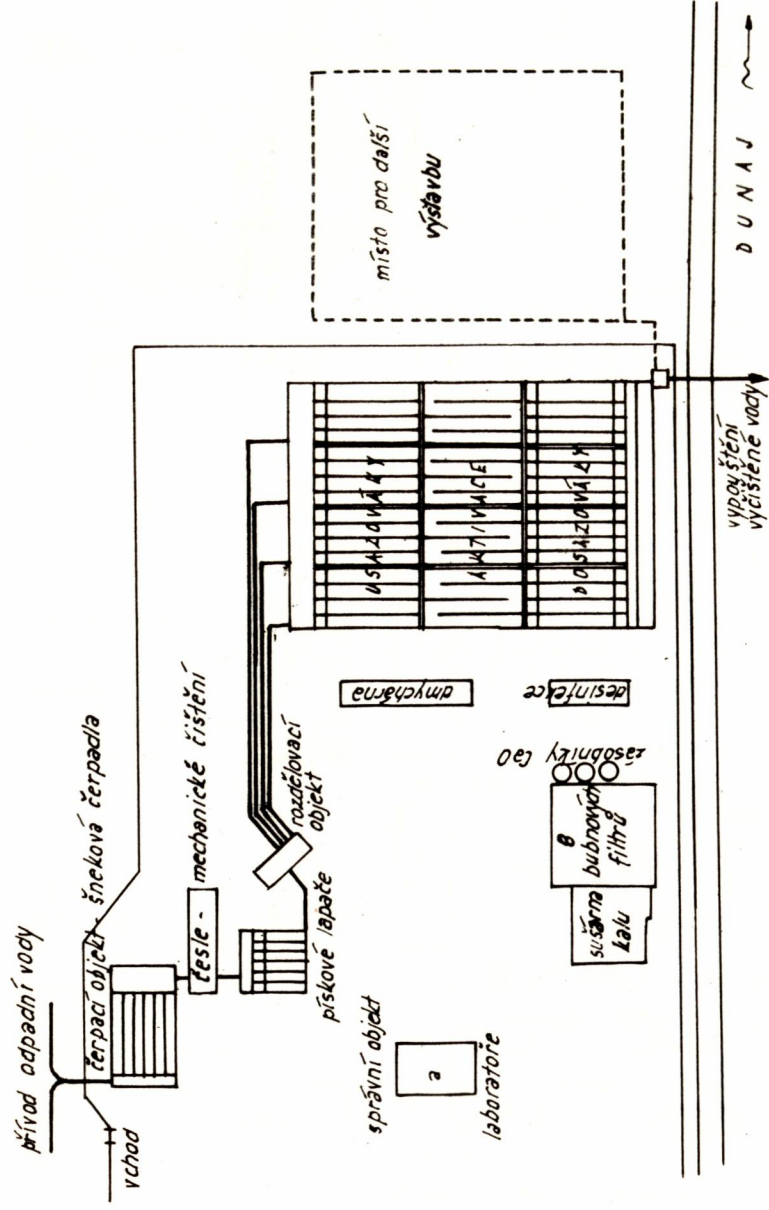 přívod odpadní vody
vchod
čerpací objekt - šneková čerpadla
česle - mechanické čištění
pískové lapače
rozdělovací
objekt
správní objekt
a
laboratoře
USAZOVÁKY
AKTIVACE
DOSAZOVÁKY
dmychárna
desinfekce
zásobníky CaO
8
bubnových
filtrů
sušárna
kalu
místo pro další
výstavbu
vypouštění
vyčištěné vody
DUNAJ